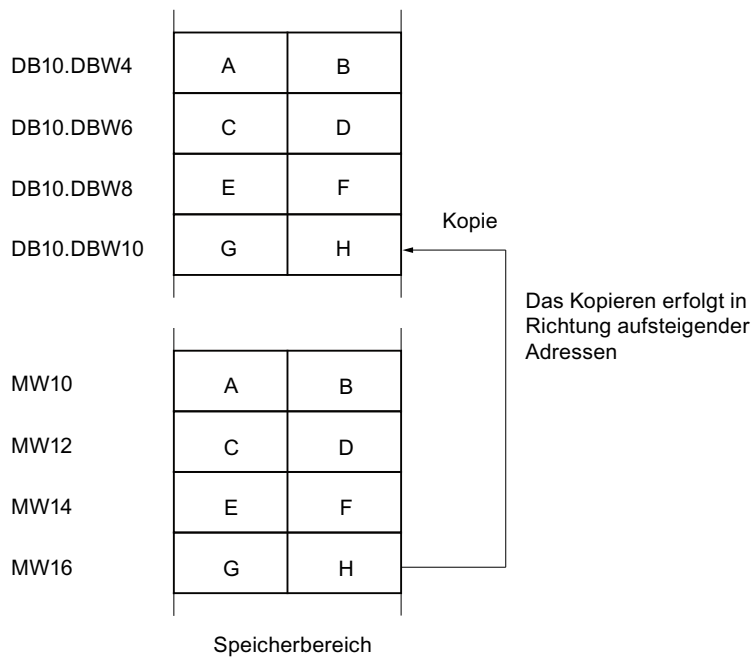 DB10.DBW4 A B
DB10.DBW6 C D
DB10.DBW8 E F
DB10.DBW10 G H
Kopie
Das Kopieren erfolgt in
Richtung aufsteigender
Adressen
MW10 A B
MW12 C D
MW14 E F
MW16 G H
Speicherbereich